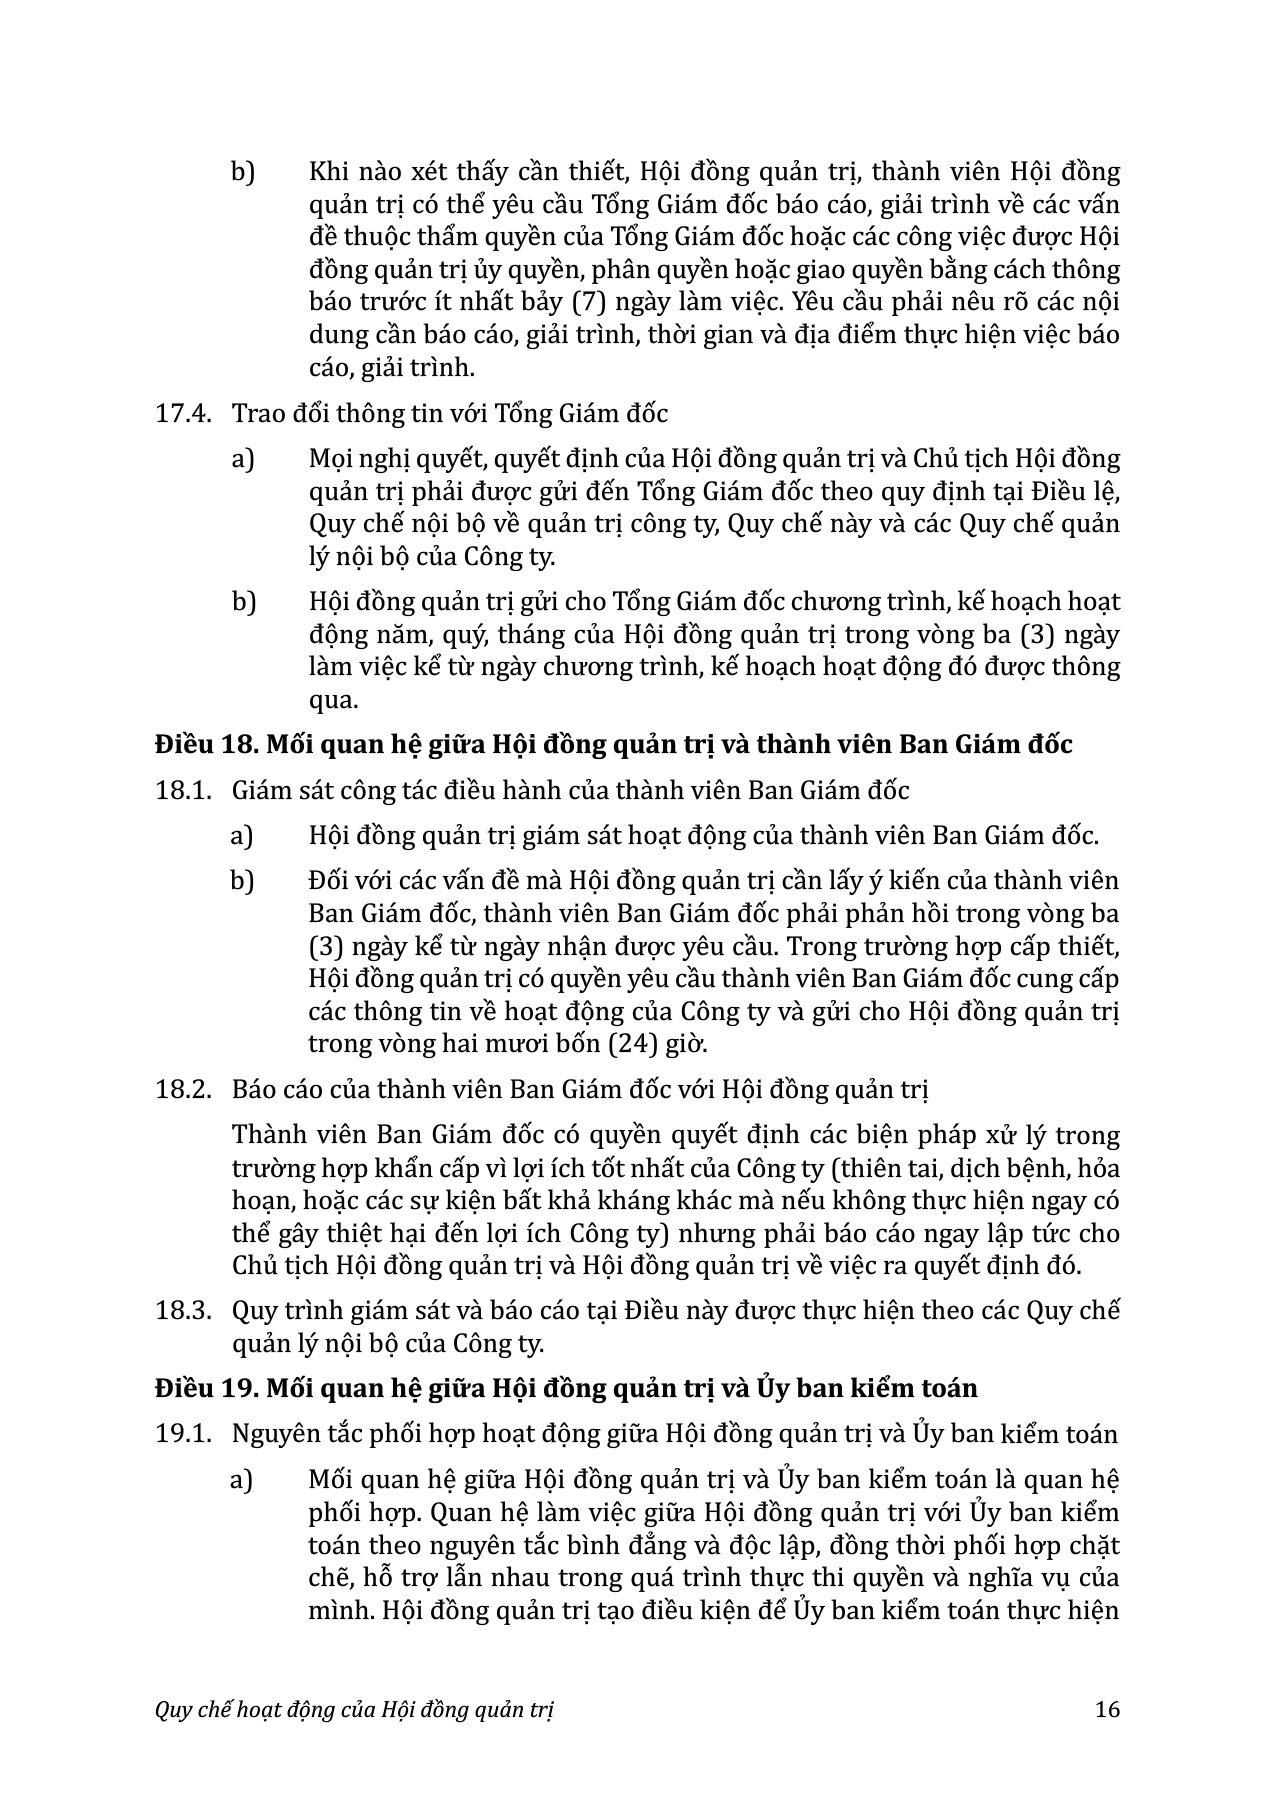 b) Khi nào xét thấy cần thiết, Hội đồng quản trị, thành viên Hội đồng
quản trị có thể yêu cầu Tổng Giám đốc báo cáo, giải trình về các vấn
đề thuộc thẩm quyền của Tổng Giám đốc hoặc các công việc được Hội
đồng quản trị ủy quyền, phân quyền hoặc giao quyền bằng cách thông
báo trước ít nhất bảy (7) ngày làm việc. Yêu cầu phải nêu rõ các nội
dung cần báo cáo, giải trình, thời gian và địa điểm thực hiện việc báo
cáo, giải trình.
17.4. Trao đổi thông tin với Tổng Giám đốc
a) Mọi nghị quyết, quyết định của Hội đồng quản trị và Chủ tịch Hội đồng
quản trị phải được gửi đến Tổng Giám đốc theo quy định tại Điều lệ,
Quy chế nội bộ về quản trị công ty, Quy chế này và các Quy chế quản
lý nội bộ của Công ty.
b) Hội đồng quản trị gửi cho Tổng Giám đốc chương trình, kế hoạch hoạt
động năm, quý, tháng của Hội đồng quản trị trong vòng ba (3) ngày
làm việc kể từ ngày chương trình, kế hoạch hoạt động đó được thông
qua.
Điều 18. Mối quan hệ giữa Hội đồng quản trị và thành viên Ban Giám đốc
18.1. Giám sát công tác điều hành của thành viên Ban Giám đốc
a) Hội đồng quản trị giám sát hoạt động của thành viên Ban Giám đốc.
b) Đối với các vấn đề mà Hội đồng quản trị cần lấy ý kiến của thành viên
Ban Giám đốc, thành viên Ban Giám đốc phải phản hồi trong vòng ba
(3) ngày kể từ ngày nhận được yêu cầu. Trong trường hợp cấp thiết,
Hội đồng quản trị có quyền yêu cầu thành viên Ban Giám đốc cung cấp
các thông tin về hoạt động của Công ty và gửi cho Hội đồng quản trị
trong vòng hai mươi bốn (24) giờ.
18.2. Báo cáo của thành viên Ban Giám đốc với Hội đồng quản trị
Thành viên Ban Giám đốc có quyền quyết định các biện pháp xử lý trong
trường hợp khẩn cấp vì lợi ích tốt nhất của Công ty (thiên tai, dịch bệnh, hỏa
hoạn, hoặc các sự kiện bất khả kháng khác mà nếu không thực hiện ngay có
thể gây thiệt hại đến lợi ích Công ty) nhưng phải báo cáo ngay lập tức cho
Chủ tịch Hội đồng quản trị và Hội đồng quản trị về việc ra quyết định đó.
18.3. Quy trình giám sát và báo cáo tại Điều này được thực hiện theo các Quy chế
quản lý nội bộ của Công ty.
Điều 19. Mối quan hệ giữa Hội đồng quản trị và Ủy ban kiểm toán
19.1. Nguyên tắc phối hợp hoạt động giữa Hội đồng quản trị và Ủy ban kiểm toán
a) Mối quan hệ giữa Hội đồng quản trị và Ủy ban kiểm toán là quan hệ
phối hợp. Quan hệ làm việc giữa Hội đồng quản trị với Ủy ban kiểm
toán theo nguyên tắc bình đẳng và độc lập, đồng thời phối hợp chặt
chẽ, hỗ trợ lẫn nhau trong quá trình thực thi quyền và nghĩa vụ của
mình. Hội đồng quản trị tạo điều kiện để Ủy ban kiểm toán thực hiện
Quy chế hoạt động của Hội đồng quản trị 16